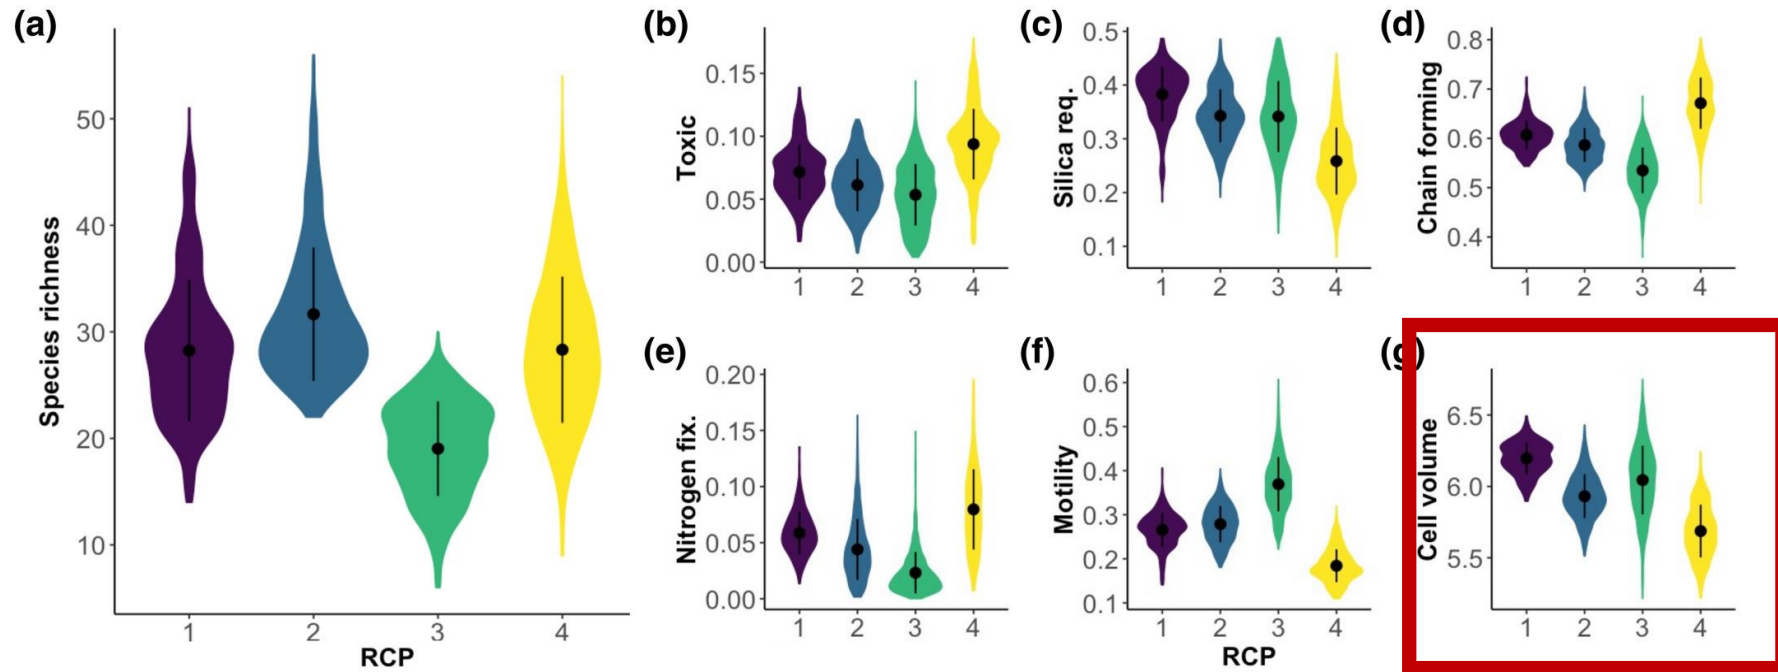 (a)
Species richness
50
40
30
20
10
1 2 3 4
RCP
(b)
Toxic
0.15
0.10
0.05
0.00
1 2 3 4
(c)
Silica req.
0.5
0.4
0.3
0.2
0.1
1 2 3 4
(d)
Chain forming
0.8
0.7
0.6
0.5
0.4
1 2 3 4
(e)
Nitrogen fix.
0.20
0.15
0.10
0.05
0.00
1 2 3 4
(f)
Motility
0.6
0.5
0.4
0.3
0.2
0.1
1 2 3 4
RCP
(g)
Cell volume
6.5
6.0
5.5
1 2 3 4